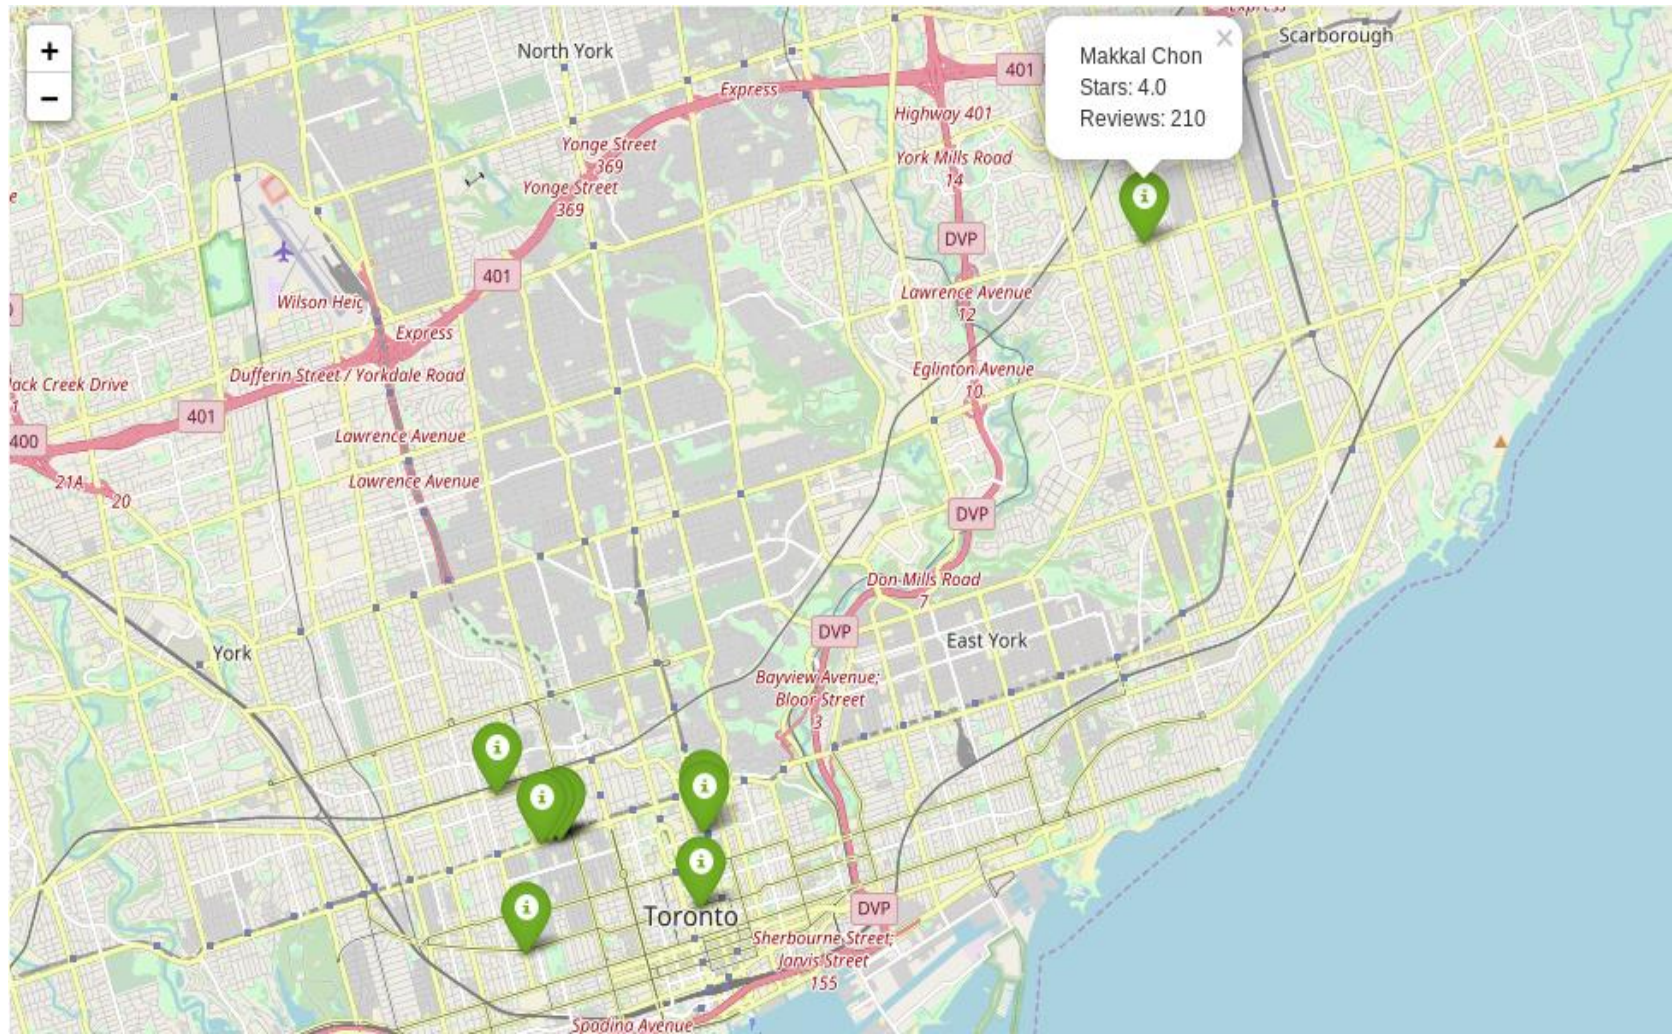 +
−
North York
Express
Scarborough
×
Makkal Chon
Stars: 4.0
Reviews: 210
401
Express
Highway 401
Yonge Street
369
Yonge Street
369
York Mills Road
14
DVP
401
Wilson Heig
Lawrence Avenue
12
Express
Dufferin Street / Yorkdale Road
Eglinton Avenue
10
lack Creek Drive
1
401
400
Lawrence Avenue
Lawrence Avenue
21A
20
DVP
Don Mills Road
7
DVP
East York
York
Bayview Avenue;
Bloor Street
3
Toronto
DVP
Sherbourne Street;
Jarvis Street
155
Spadina Avenue